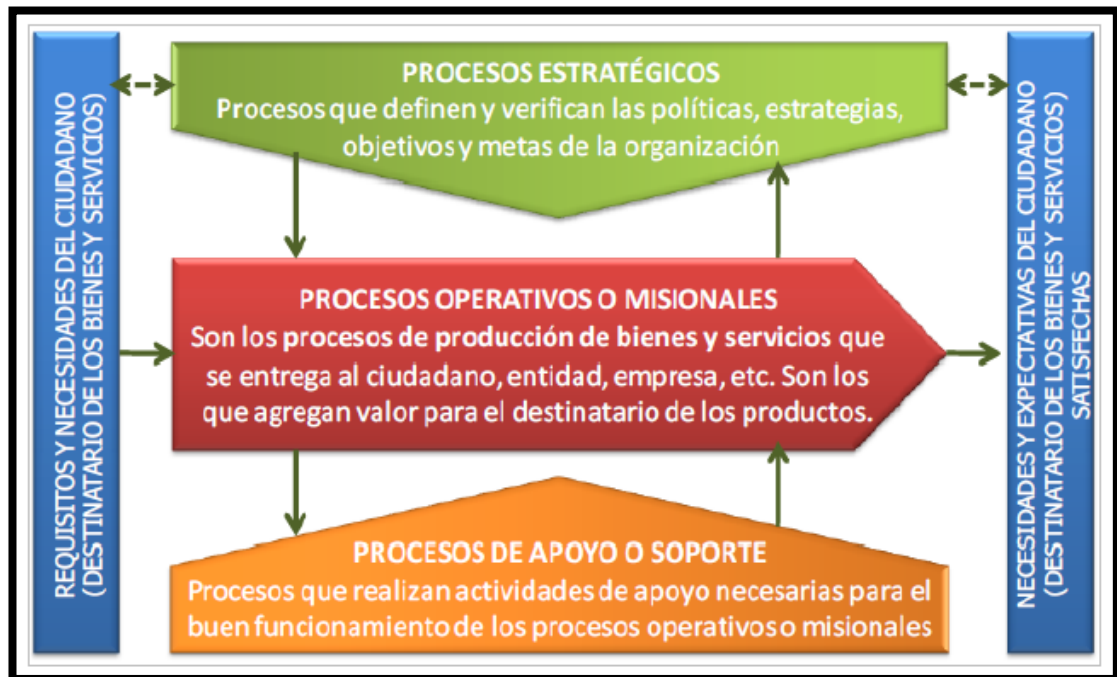 REQUISITOS Y NECESIDADES DEL CIUDADANO
(DESTINATARIO DE LOS BIENES Y SERVICIOS)
PROCESOS ESTRATÉGICOS
Procesos que definen y verifican las políticas, estrategias,
objetivos y metas de la organización
PROCESOS OPERATIVOS O MISIONALES
Son los procesos de producción de bienes y servicios que
se entrega al ciudadano, entidad, empresa, etc. Son los
que agregan valor para el destinatario de los productos.
PROCESOS DE APOYO O SOPORTE
Procesos que realizan actividades de apoyo necesarias para el
buen funcionamiento de los procesos operativos o misionales
NECESIDADES Y EXPECTATIVAS DEL CIUDADANO
(DESTINATARIO DE LOS BIENES Y SERVICIOS)
SATISFECHAS